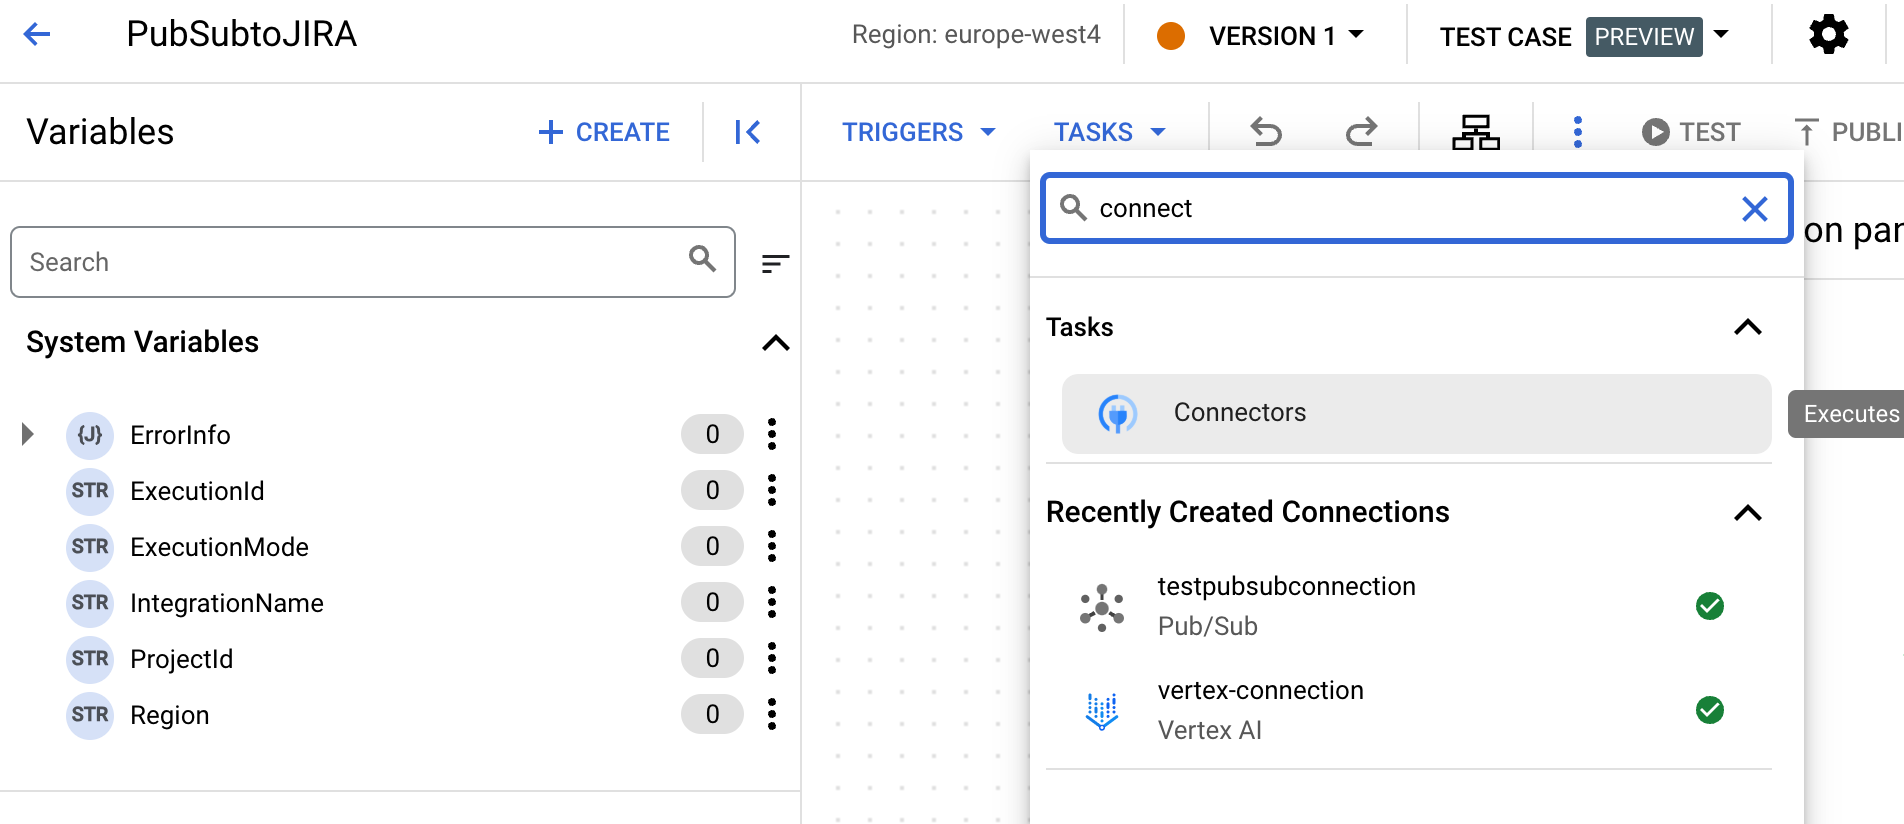 PubSubtoJIRA
Region: europe-west4
VERSION 1
TEST CASE PREVIEW
Variables
CREATE
TRIGGERS
TASKS
TEST
PUBLI
Search
connect
on par
System Variables
{J} ErrorInfo 0
STR ExecutionId 0
STR ExecutionMode 0
STR IntegrationName 0
STR ProjectId 0
STR Region 0
Tasks
Connectors
Executes
Recently Created Connections
testpubsubconnection
Pub/Sub
vertex-connection
Vertex AI